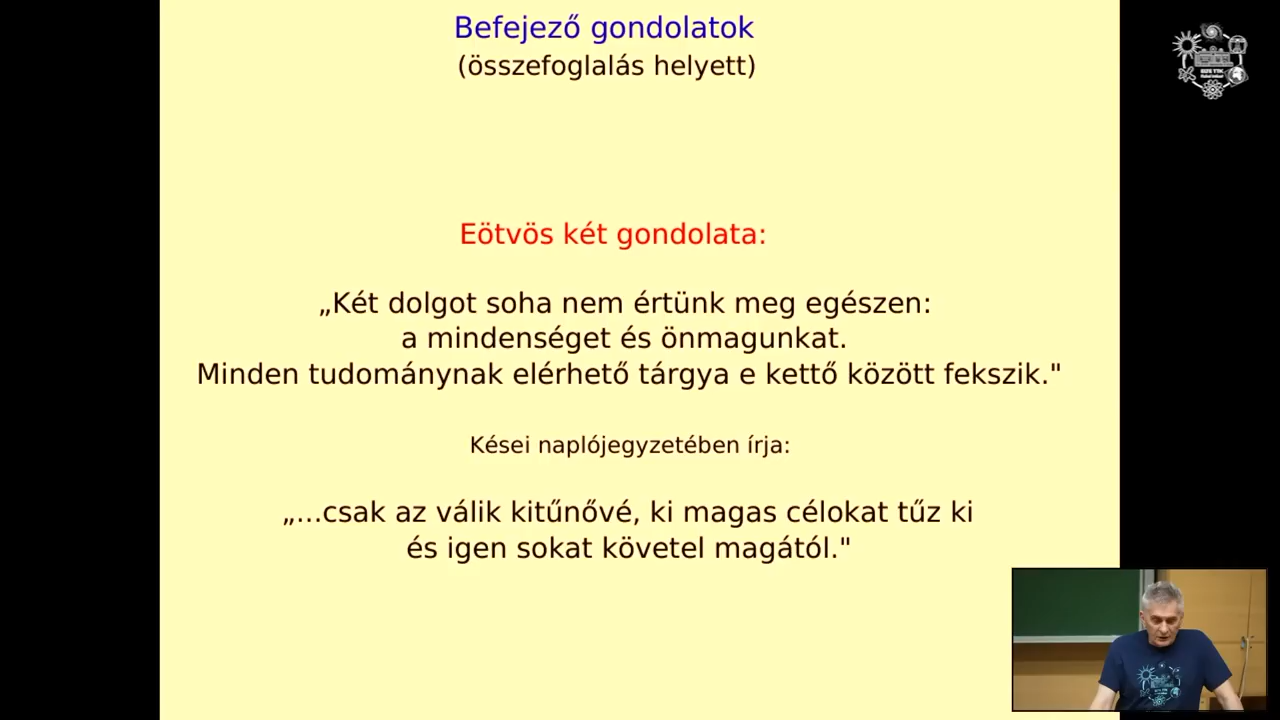 Befejező gondolatok
(összefoglalás helyett)
Eötvös két gondolata:
„Két dolgot soha nem értünk meg egészen:
a mindenséget és önmagunkat.
Minden tudománynak elérhető tárgya e kettő között fekszik."
Kései naplójegyzetében írja:
„...csak az válik kitűnővé, ki magas célokat tűz ki
és igen sokat követel magától."
ELTE TTK